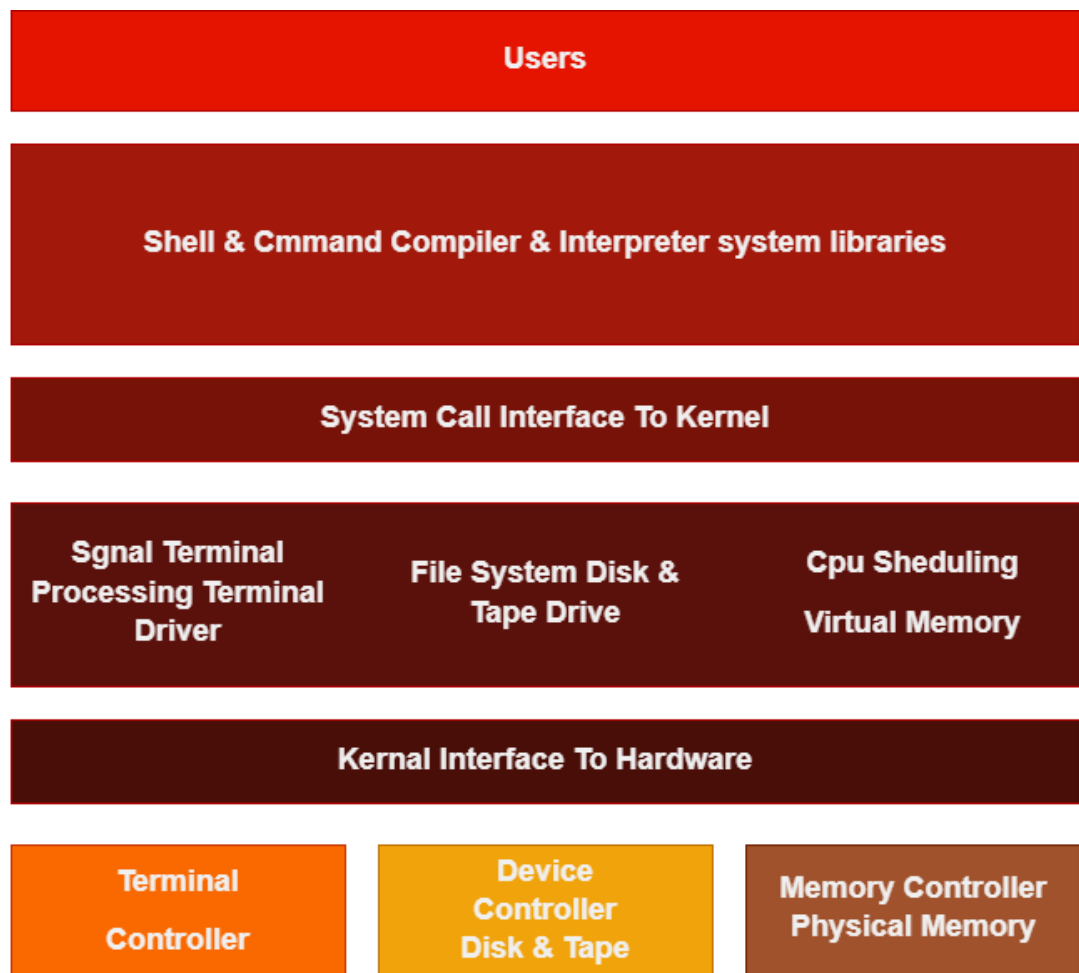 Users
Shell & Cmmand Compiler & Interpreter system libraries
System Call Interface To Kernel
Sgnal Terminal
Processing Terminal
Driver
File System Disk &
Tape Drive
Cpu Sheduling
Virtual Memory
Kernal Interface To Hardware
Terminal
Controller
Device
Controller
Disk & Tape
Memory Controller
Physical Memory